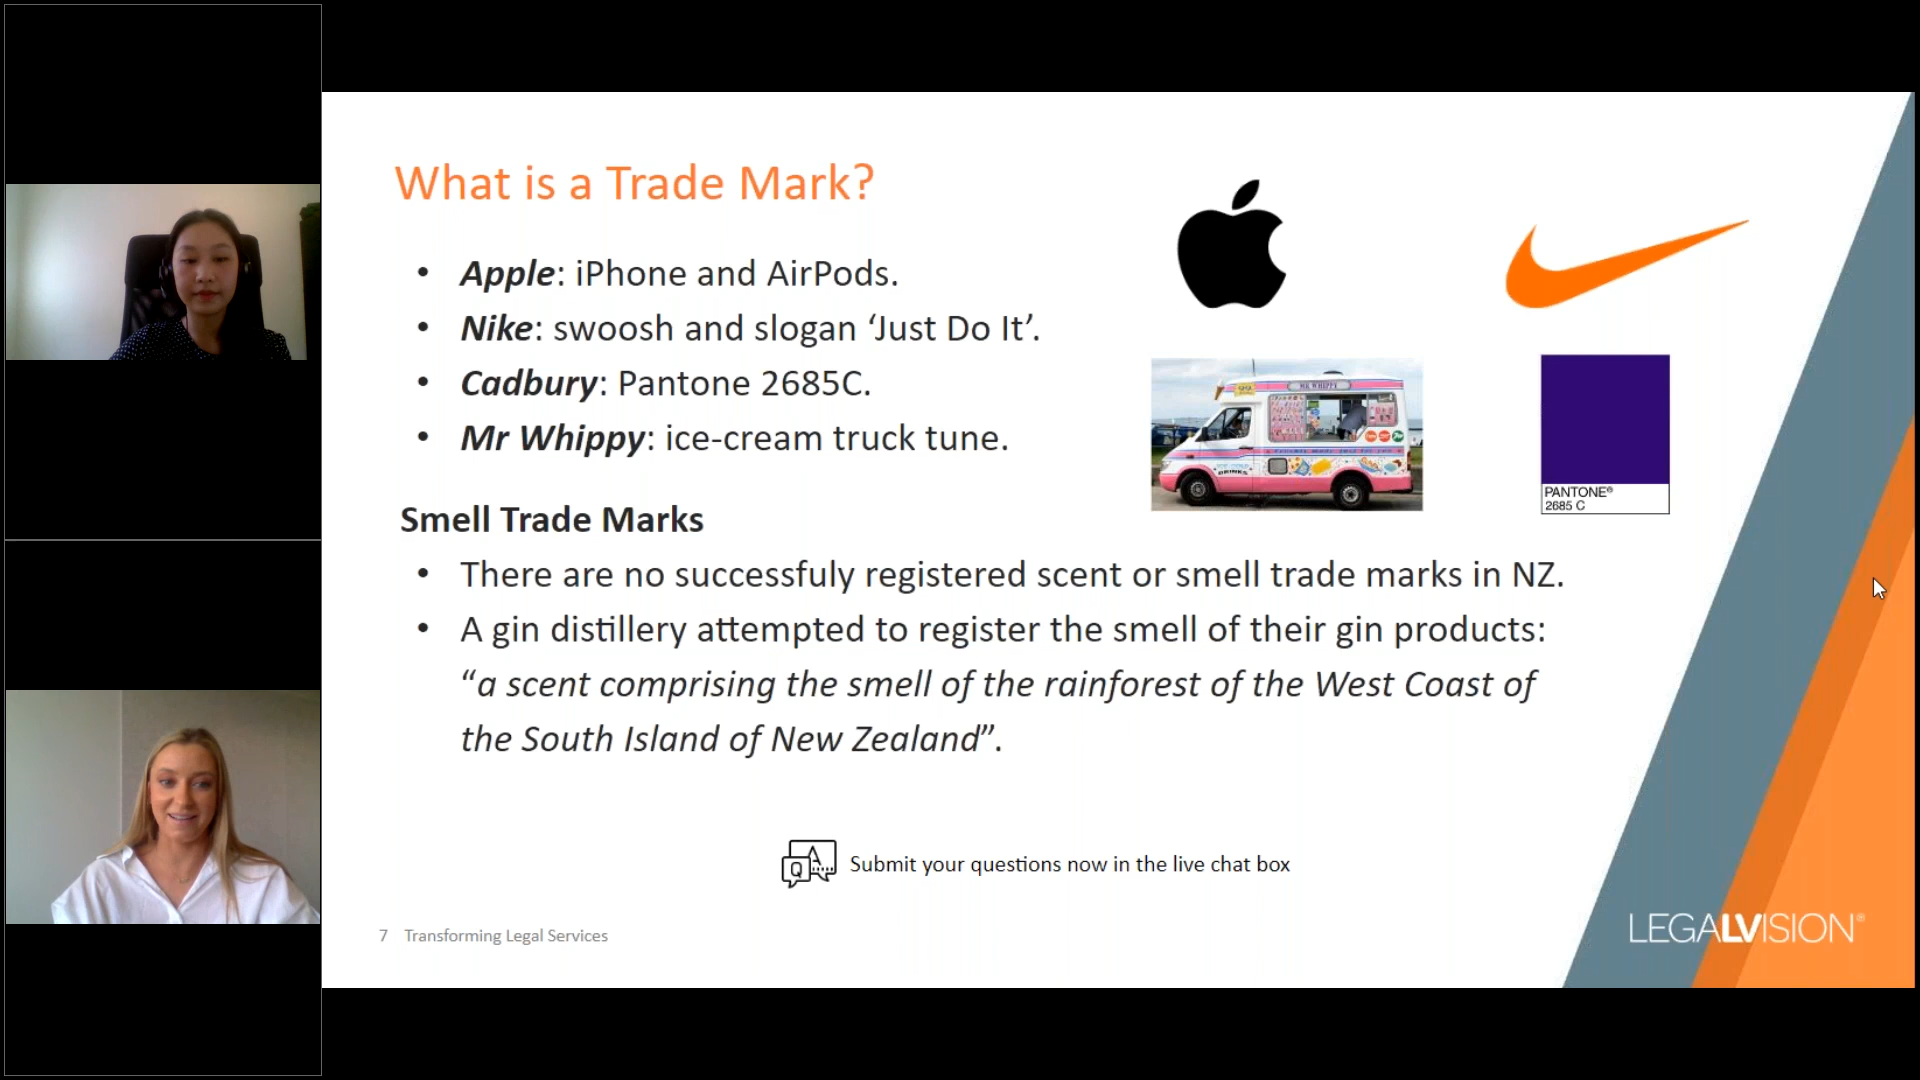 What is a Trade Mark?
• Apple: iPhone and AirPods.
• Nike: swoosh and slogan ‘Just Do It’.
• Cadbury: Pantone 2685C.
• Mr Whippy: ice-cream truck tune.
MR WHIPPY
DRINKS
PANTONE®
2685 C
Smell Trade Marks
• There are no successfuly registered scent or smell trade marks in NZ.
• A gin distillery attempted to register the smell of their gin products:
“a scent comprising the smell of the rainforest of the West Coast of
the South Island of New Zealand”.
Q A
Submit your questions now in the live chat box
7 Transforming Legal Services
LEGALVISION®